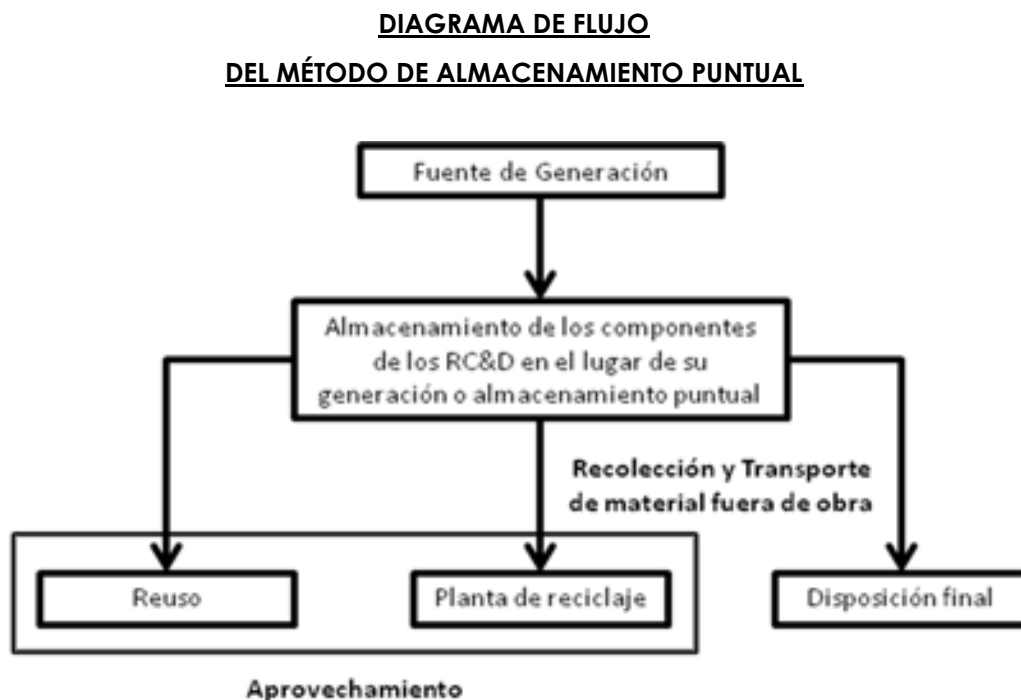 DIAGRAMA DE FLUJO
DEL MÉTODO DE ALMACENAMIENTO PUNTUAL
Fuente de Generación
Almacenamiento de los componentes
de los RC&D en el lugar de su
generación o almacenamiento puntual
Recolección y Transporte
de material fuera de obra
Reuso
Planta de reciclaje
Disposición final
Aprovechamiento